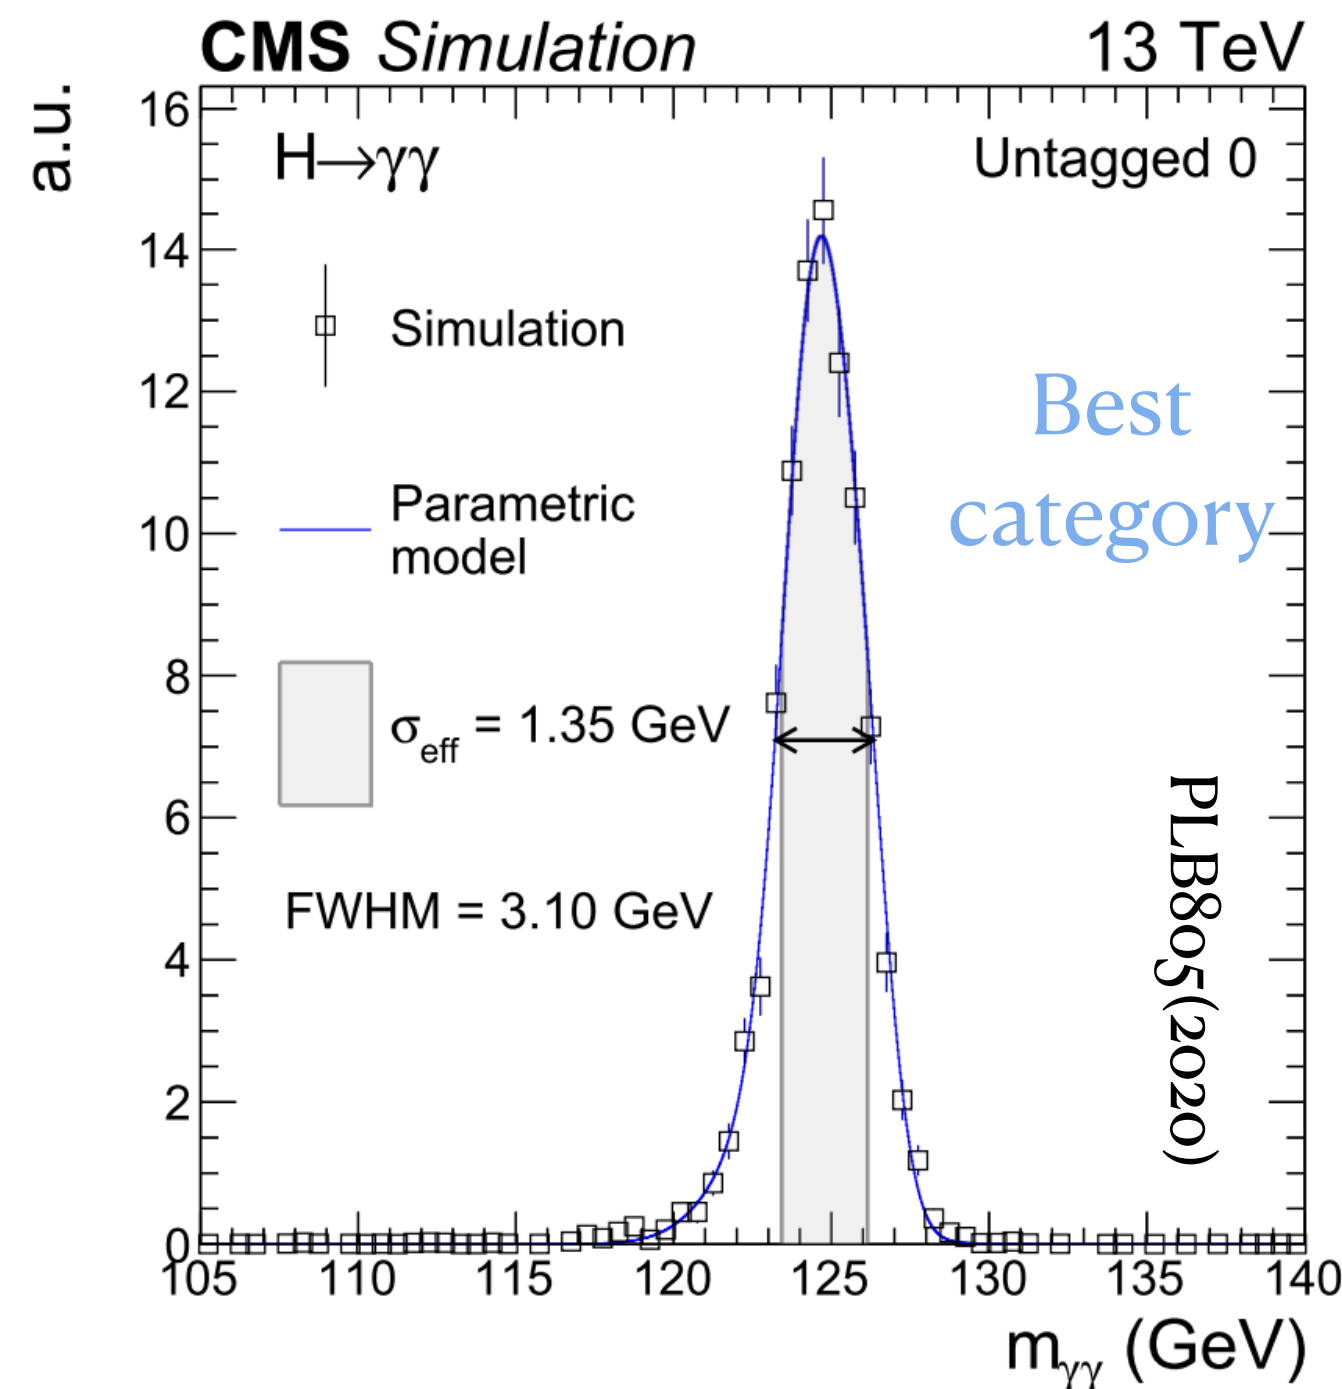 CMS Simulation 13 TeV
a.u.
H→γγ
Untagged 0
Simulation
Parametric
model
σeff = 1.35 GeV
FWHM = 3.10 GeV
Best
category
PLB805(2020)
16
14
12
10
8
6
4
2
0
105 110 115 120 125 130 135 140
mγγ (GeV)